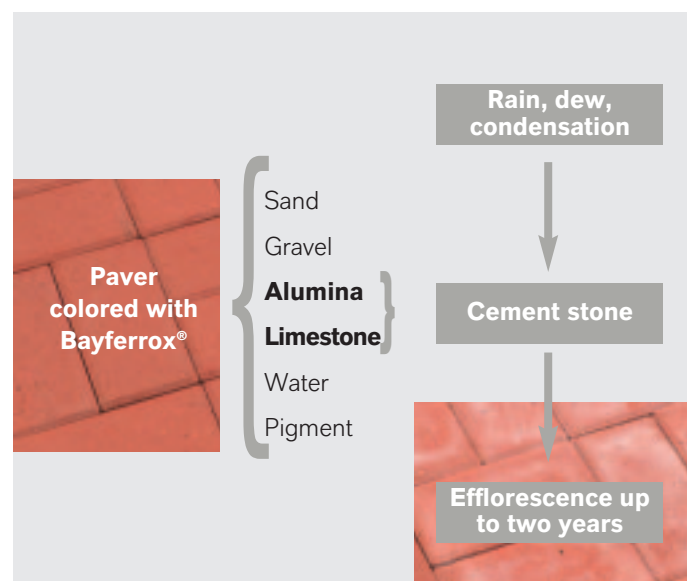 Paver
colored with
Bayferrox®
Sand
Gravel
Alumina
Limestone
Water
Pigment
Rain, dew,
condensation
Cement stone
Efflorescence up
to two years